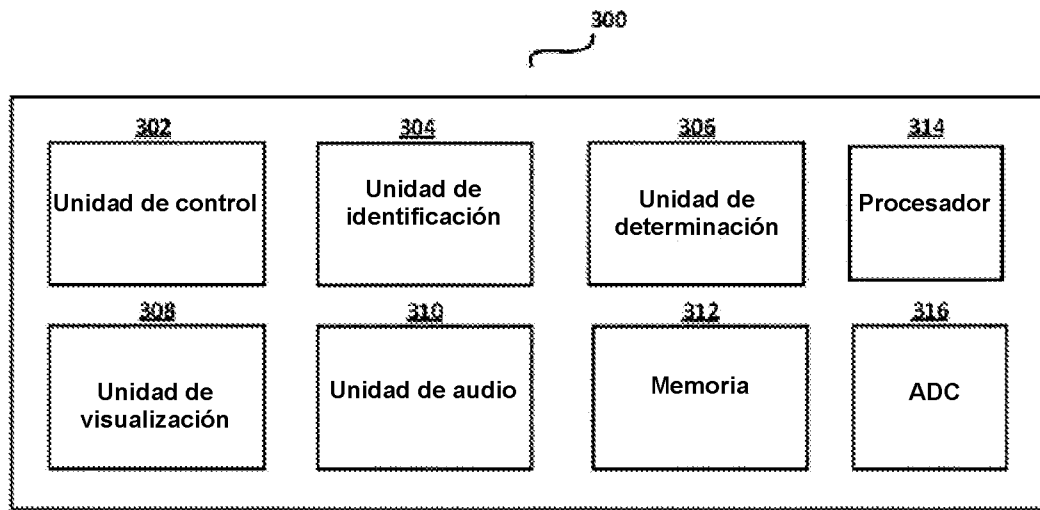 300
302
304
306
314
Unidad de control
Unidad de
identificación
Unidad de
determinación
Procesador
308
310
312
316
Unidad de
visualización
Unidad de audio
Memoria
ADC